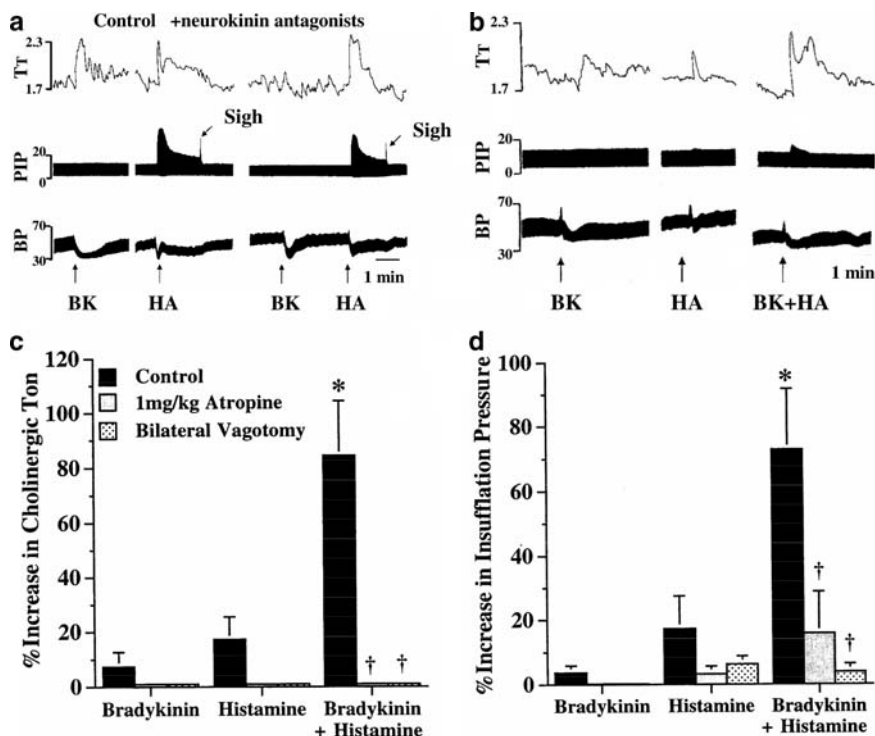 a
Control +neurokinin antagonists
2.3
TT
1.7
Sigh
Sigh
20
PIP
0
70
BP
30
1 min
BK HA BK HA
b
2.3
TT
1.7
20
PIP
0
70
BP
30
1 min
BK HA BK+HA
c
120
100
80
60
40
20
0
% Increase in Cholinergic Ton
Control
1mg/kg Atropine
Bilateral Vagotomy
*
† †
Bradykinin Histamine Bradykinin
+ Histamine
d
100
80
60
40
20
0
% Increase in Insufflation Pressure
*
†
†
Bradykinin Histamine Bradykinin
+ Histamine